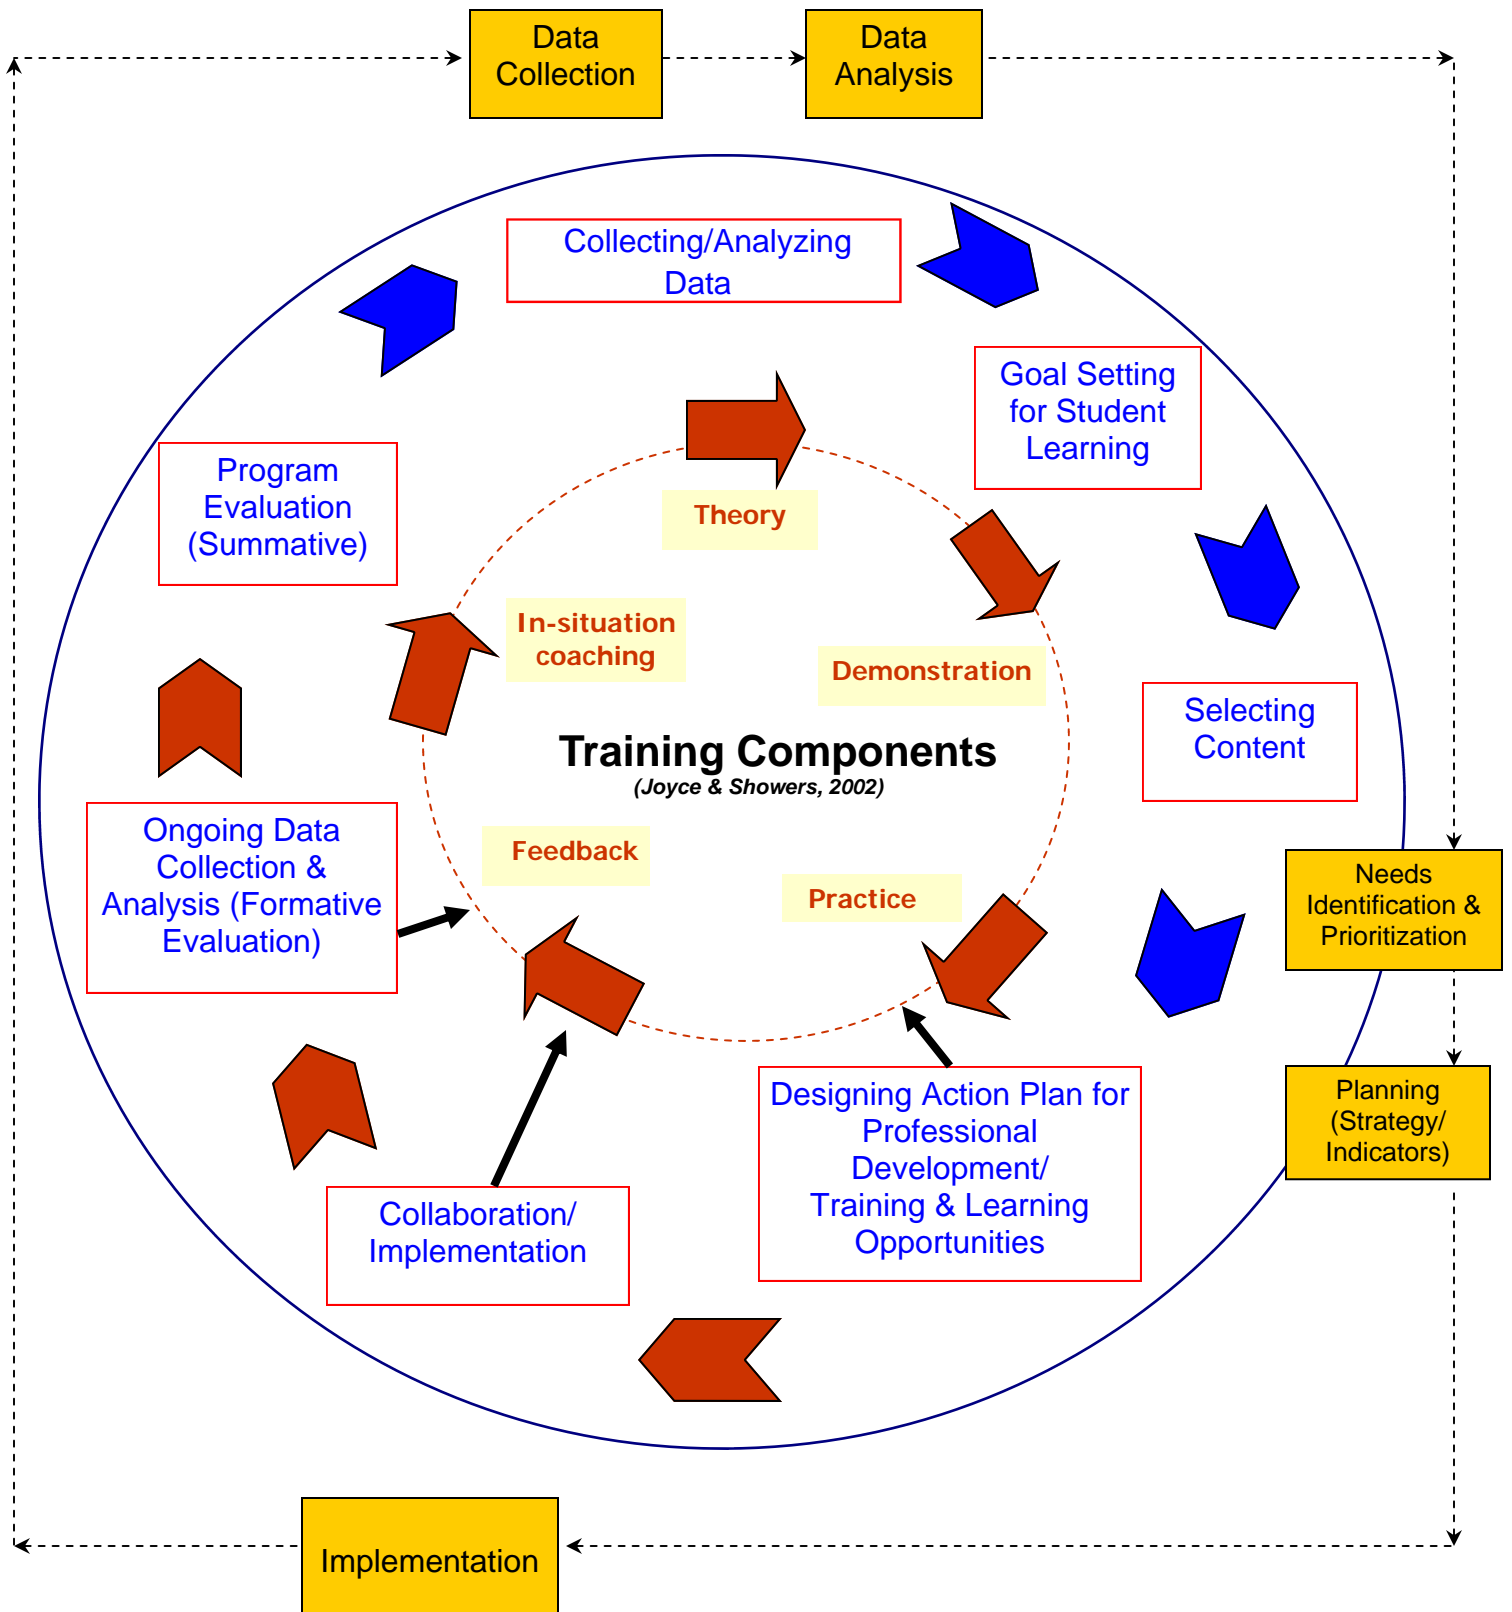 Data
Collection
Data
Analysis
Collecting/Analyzing
Data
Goal Setting
for Student
Learning
Program
Evaluation
(Summative)
Theory
In-situation
coaching
Demonstration
Selecting
Content
Training Components
(Joyce & Showers, 2002)
Ongoing Data
Collection &
Analysis (Formative
Evaluation)
Feedback
Practice
Needs
Identification &
Prioritization
Designing Action Plan for
Professional
Development/
Training & Learning
Opportunities
Planning
(Strategy/
Indicators)
Collaboration/
Implementation
Implementation